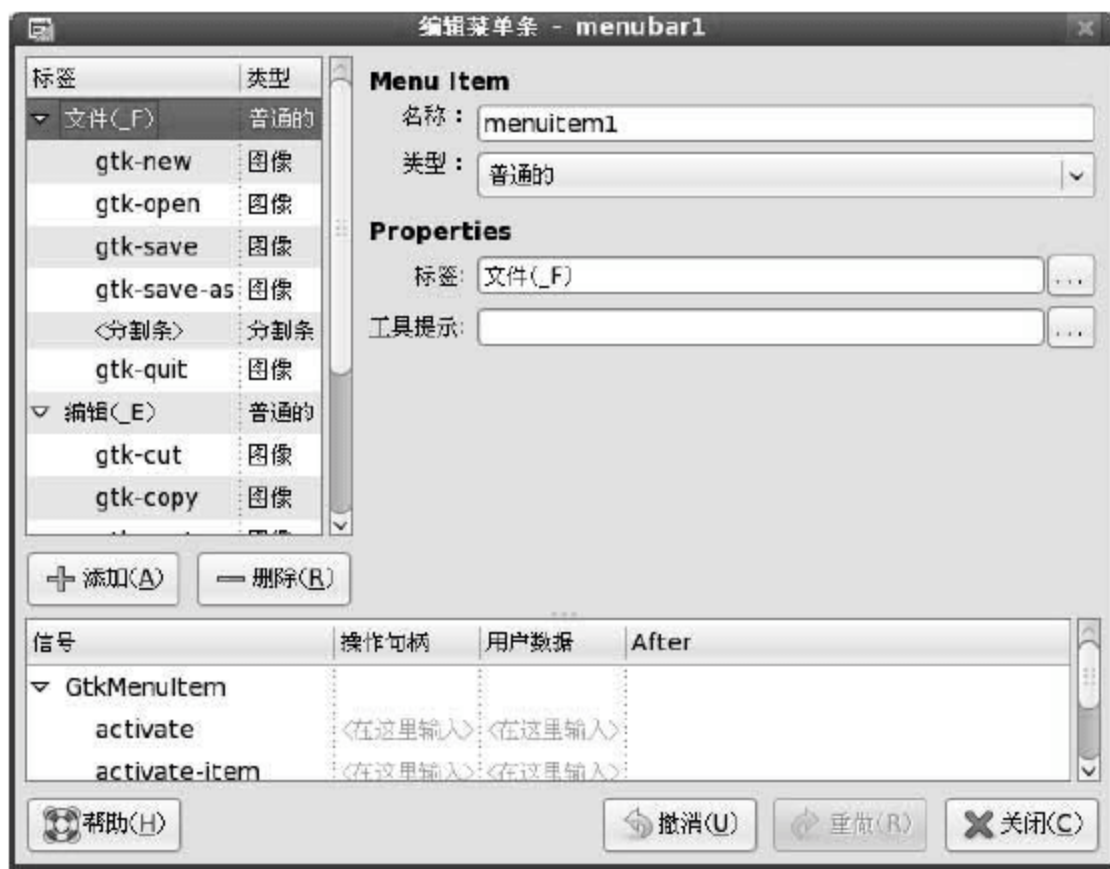 编辑菜单条 - menubar1
标签 类型
文件(_F) 普通的
gtk-new 图像
gtk-open 图像
gtk-save 图像
gtk-save-as 图像
<分割条> 分割条
gtk-quit 图像
编辑(_E) 普通的
gtk-cut 图像
gtk-copy 图像
添加(A) 删除(R)
Menu Item
名称： menuitem1
类型： 普通的
Properties
标签: 文件(_F) ...
工具提示: ...
信号 操作句柄 用户数据 After
GtkMenuItem
activate <在这里输入> <在这里输入>
activate-item <在这里输入> <在这里输入>
帮助(H) 撤消(U) 重做(R) 关闭(C)